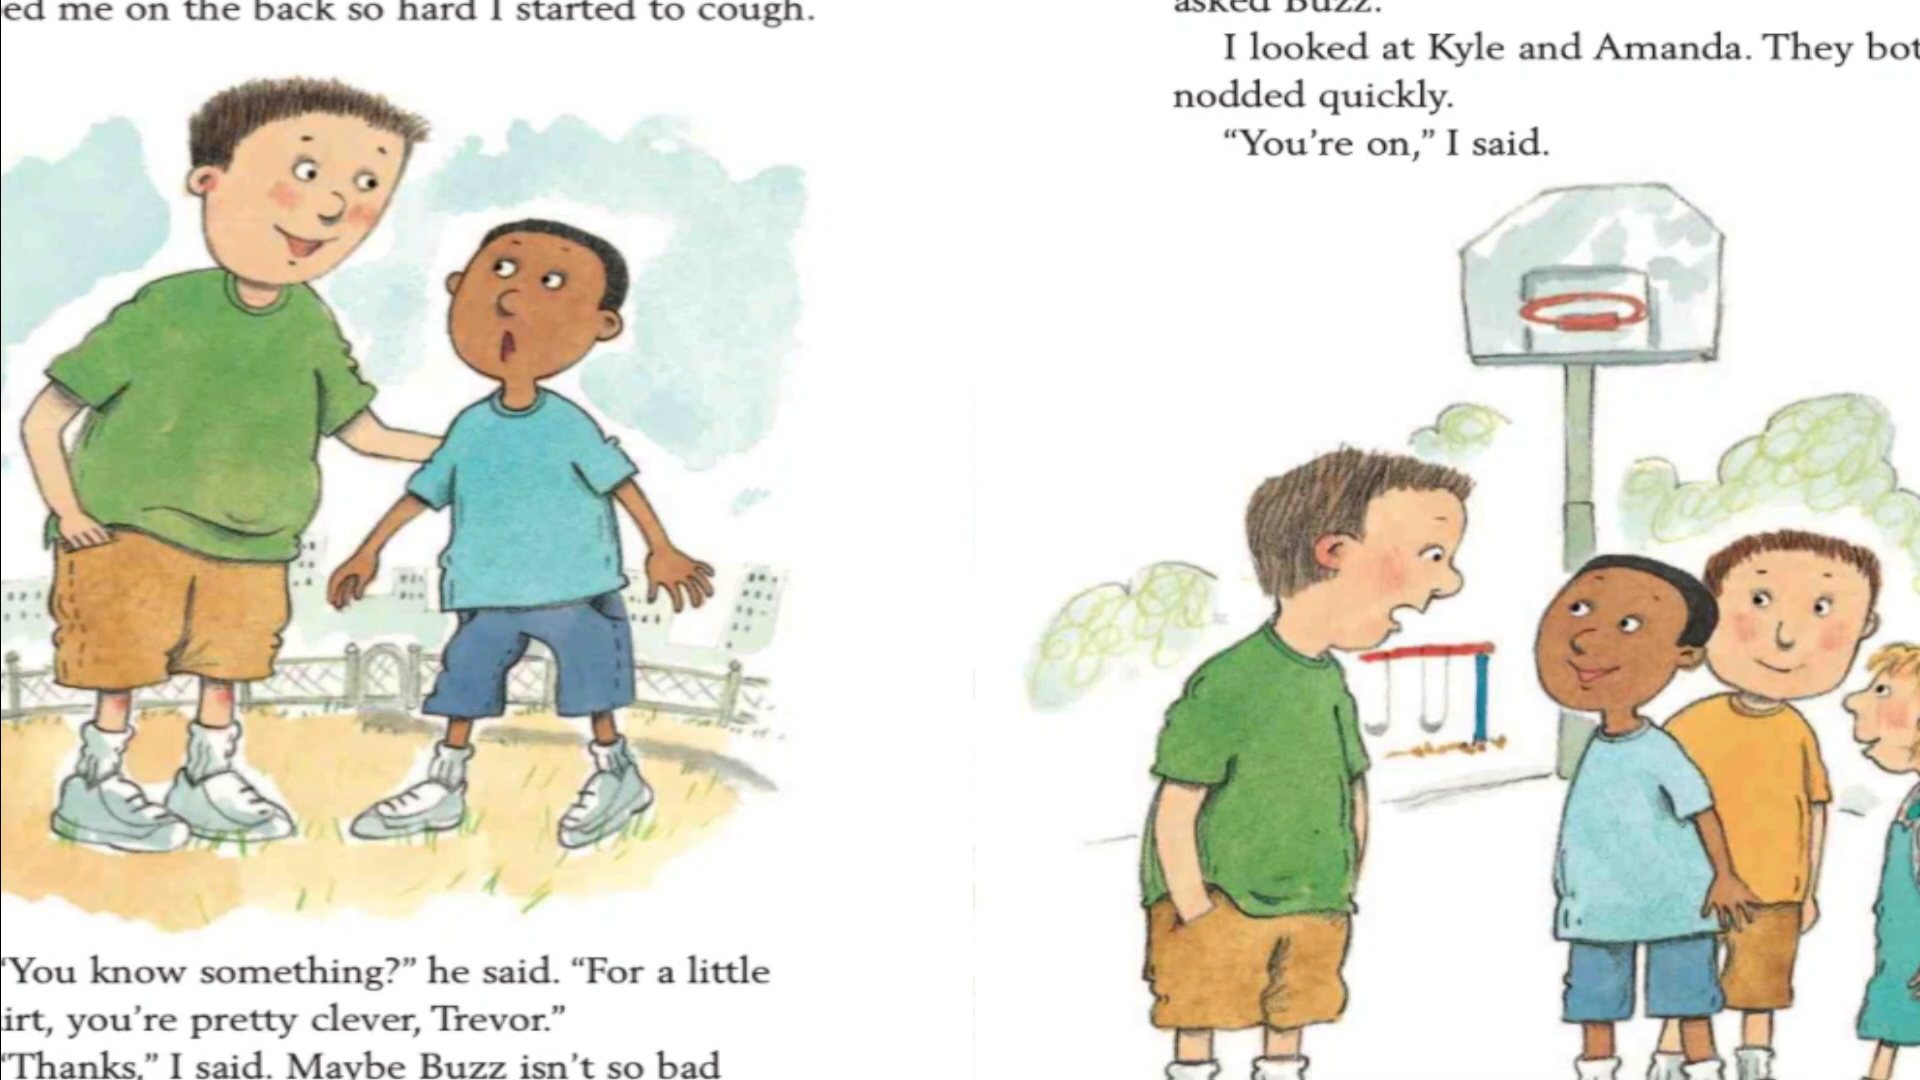 ed me on the back so hard I started to cough.
“You know something?” he said. “For a little
irt, you’re pretty clever, Trevor.”
“Thanks,” I said. Maybe Buzz isn’t so bad
asked Buzz.
I looked at Kyle and Amanda. They bot
nodded quickly.
“You’re on,” I said.